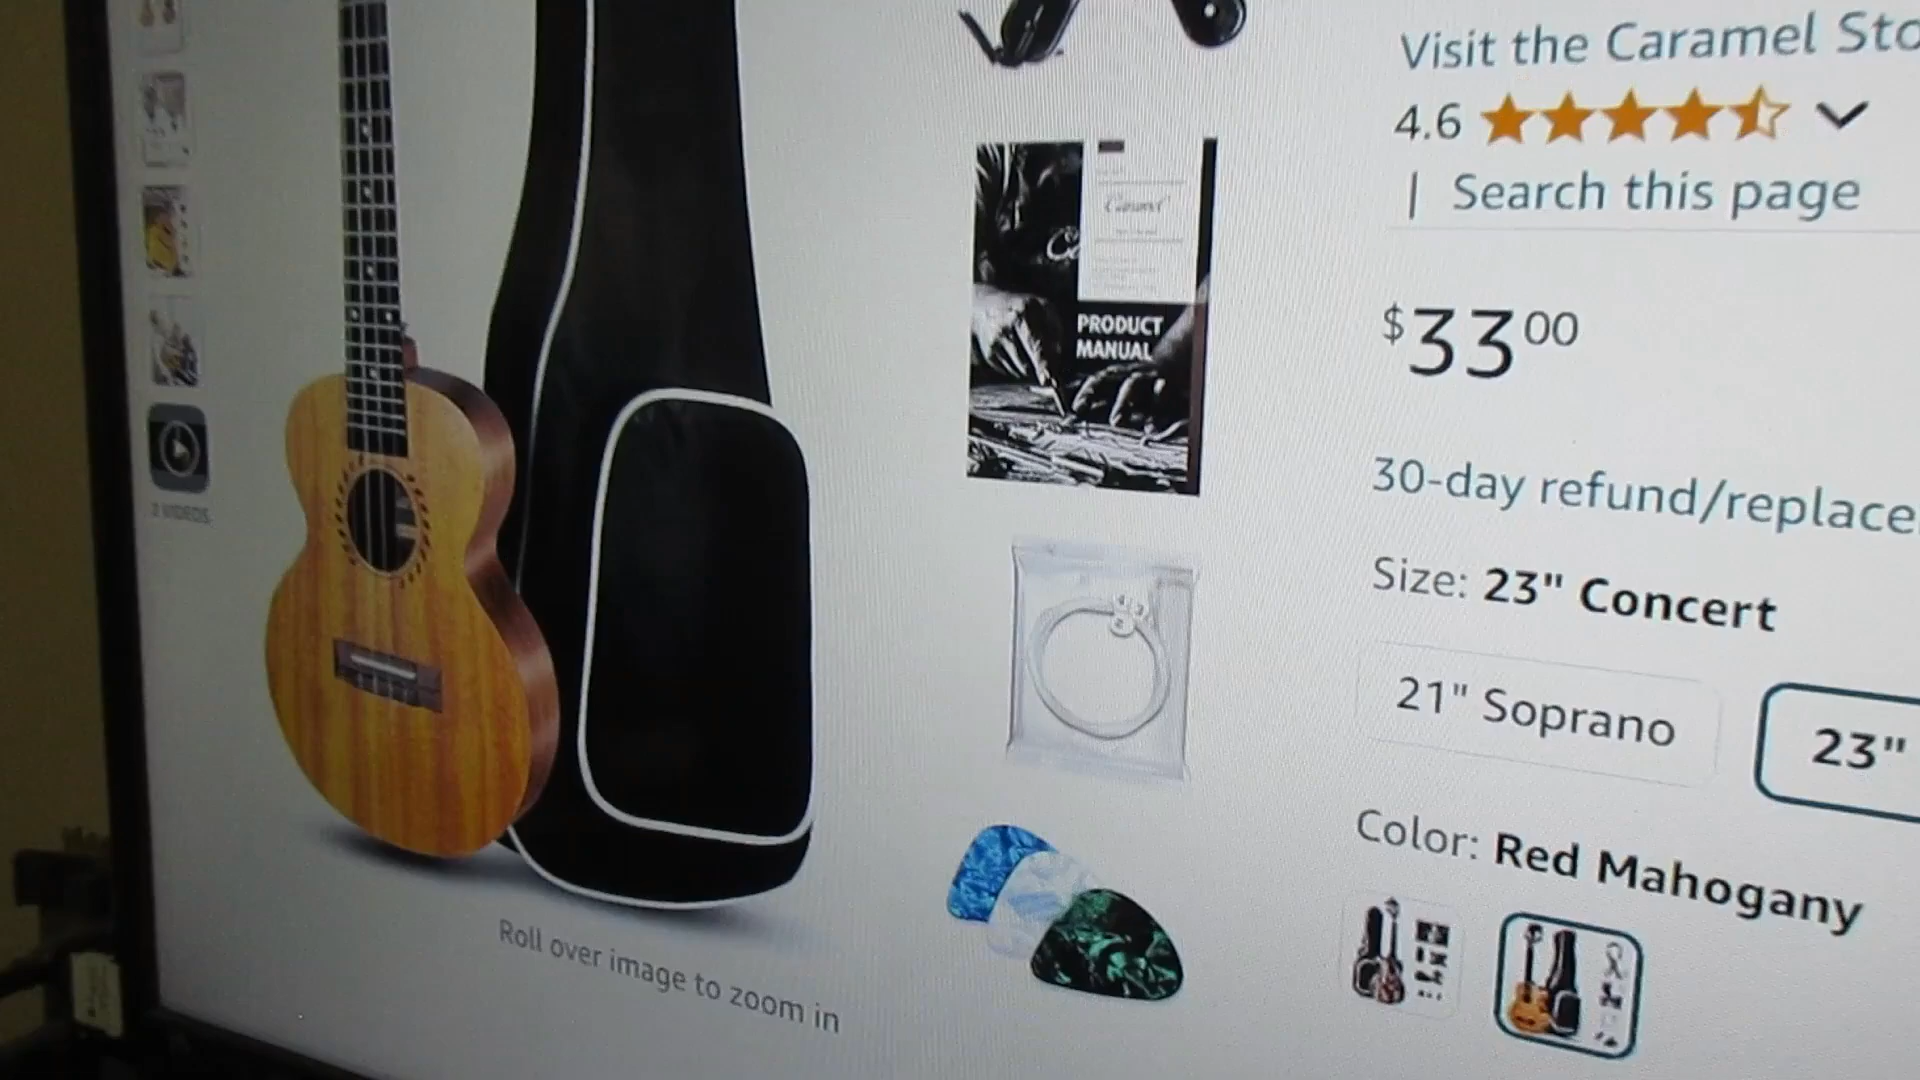 Visit the Caramel Sto
4.6
| Search this page
Caramel
PRODUCT
MANUAL
$33 00
30-day refund/replace
Size: 23" Concert
21" Soprano
23"
Color: Red Mahogany
VIDEOS
Roll over image to zoom in